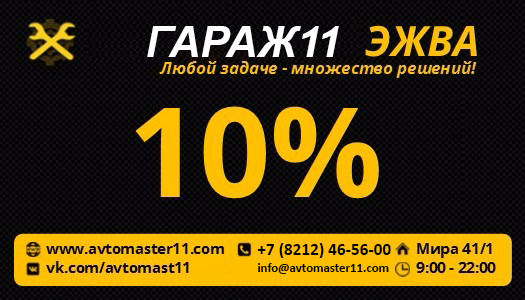 ГАРАЖ11 ЭЖВА
Любой задаче - множество решений!
10%
www.avtomaster11.com +7 (8212) 46-56-00 Мира 41/1
vk.com/avtomast11 info@avtomaster11.com 9:00 - 22:00